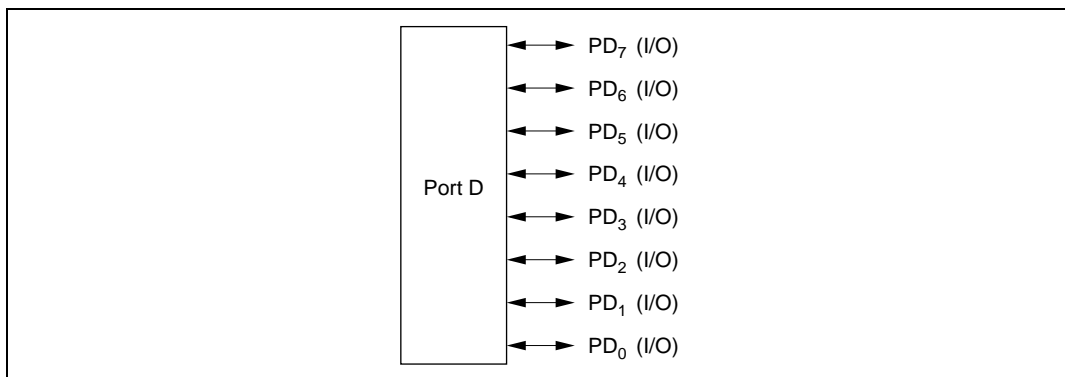 PD₇ (I/O)
PD₆ (I/O)
PD₅ (I/O)
PD₄ (I/O)
Port D
PD₃ (I/O)
PD₂ (I/O)
PD₁ (I/O)
PD₀ (I/O)